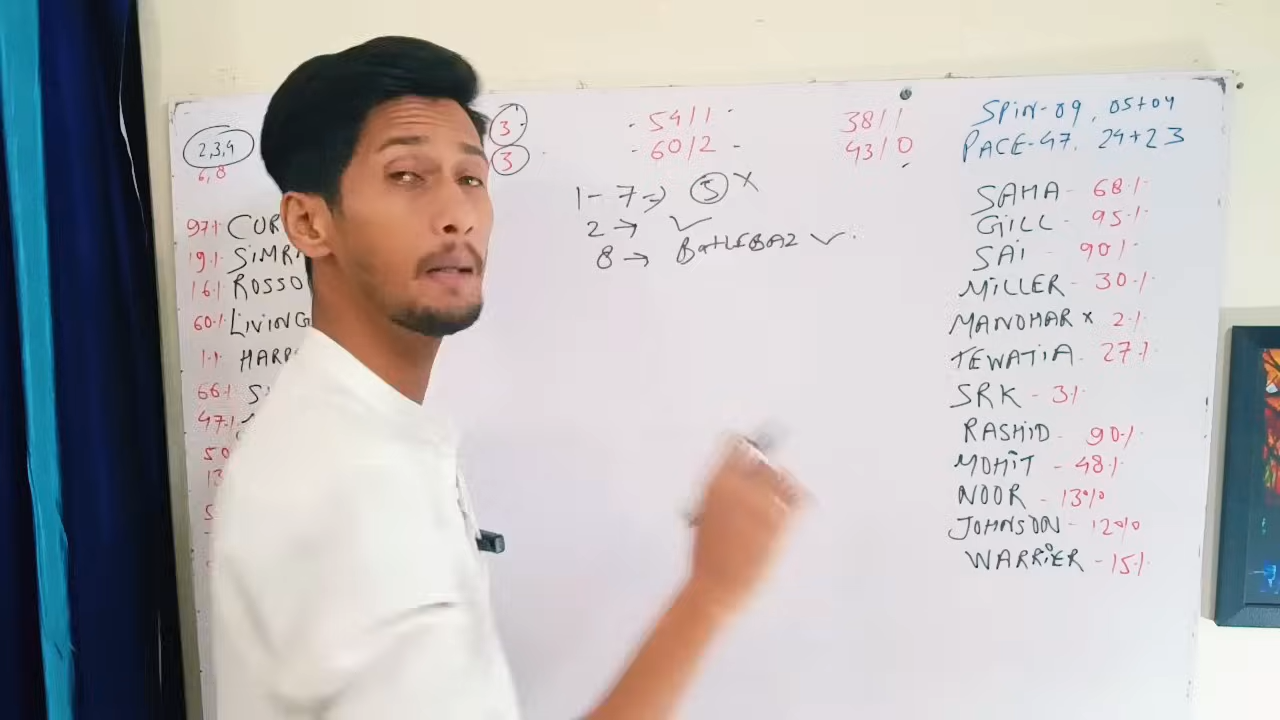 2,3,4
6,8
97% CUR
19% SIMR
16% ROSSO
60% LIVING
1% HARP
66% S
47%
50
13
3
3
54/1
60/2
38/1
43/0
1-7→ 5 X
2→ ✓
8→ BATLEBAZ ✓
SPIN-09, 05+04
PACE-47. 24+23
SAHA - 68%
GILL - 95%
SAI - 90%
MILLER - 30%
MANOHAR x 2%
TEWATIA - 27%
SRK - 3%
RASHID - 90%
MOHIT - 48%
NOOR - 13%
JOHNSON - 12%
WARRIER - 15%